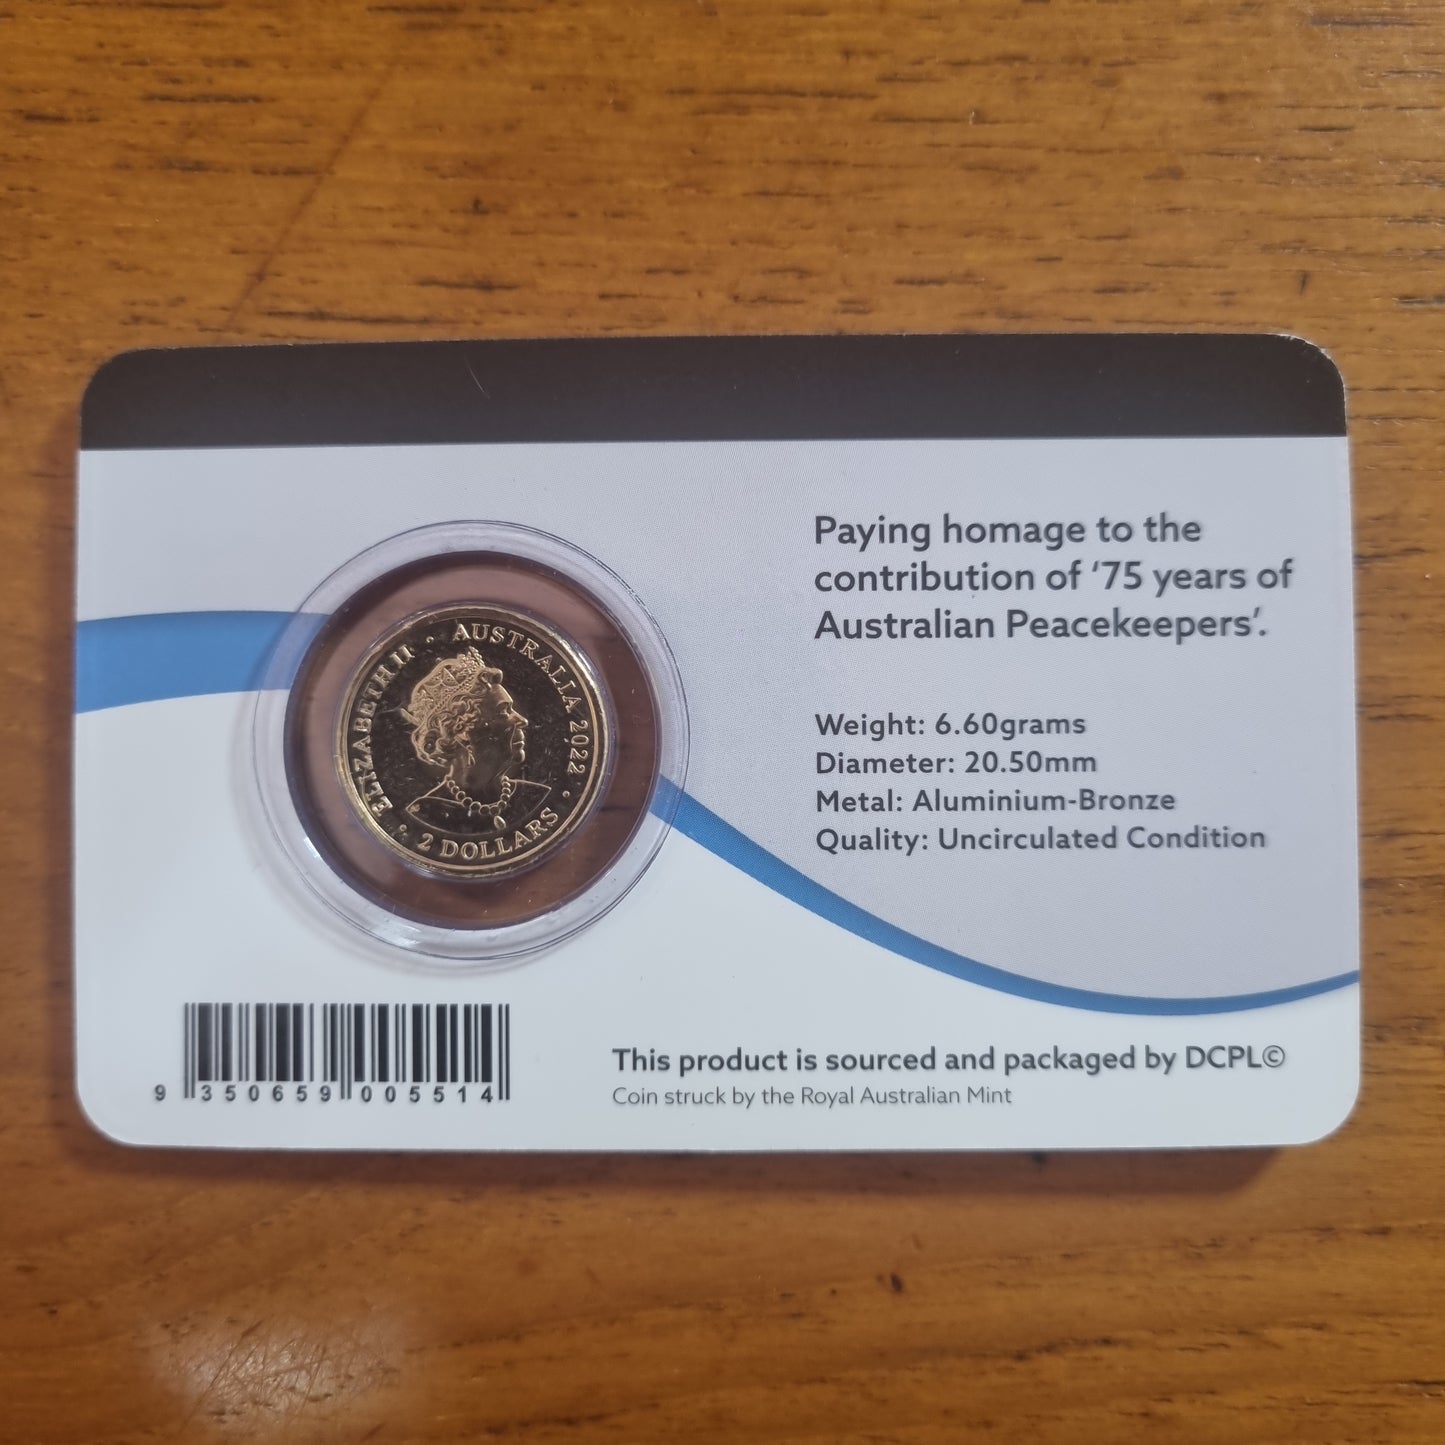 ELIZABETH II · AUSTRALIA 2022 ·
2 DOLLARS
Paying homage to the
contribution of ‘75 years of
Australian Peacekeepers’.
Weight: 6.60grams
Diameter: 20.50mm
Metal: Aluminium-Bronze
Quality: Uncirculated Condition
9 350659 005514
This product is sourced and packaged by DCPL©
Coin struck by the Royal Australian Mint